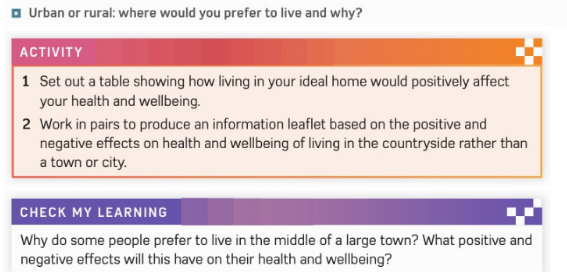 Urban or rural: where would you prefer to live and why?
ACTIVITY
1 Set out a table showing how living in your ideal home would positively affect
your health and wellbeing.
2 Work in pairs to produce an information leaflet based on the positive and
negative effects on health and wellbeing of living in the countryside rather than
a town or city.
CHECK MY LEARNING
Why do some people prefer to live in the middle of a large town? What positive and
negative effects will this have on their health and wellbeing?